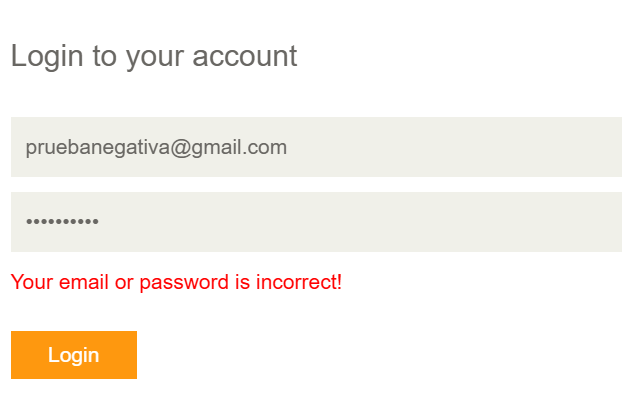 Login to your account
pruebanegativa@gmail.com
••••••••••
Your email or password is incorrect!
Login